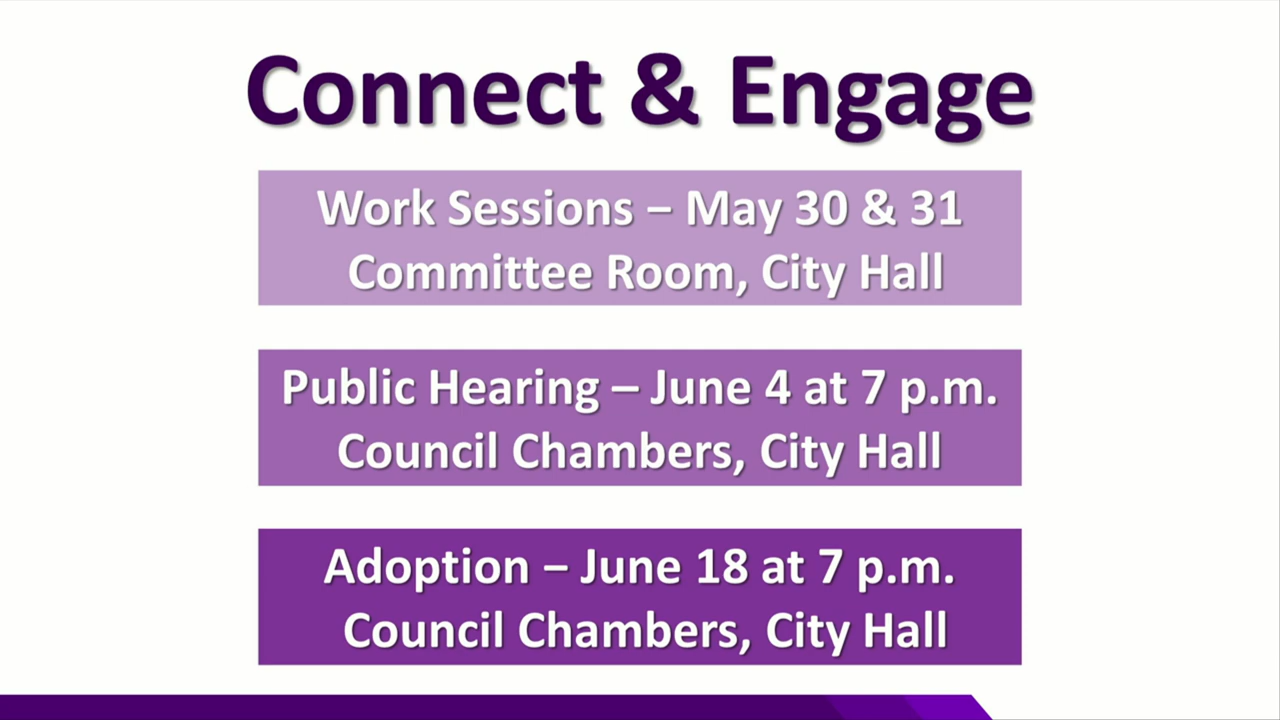 Connect & Engage
Work Sessions – May 30 & 31
Committee Room, City Hall
Public Hearing – June 4 at 7 p.m.
Council Chambers, City Hall
Adoption – June 18 at 7 p.m.
Council Chambers, City Hall